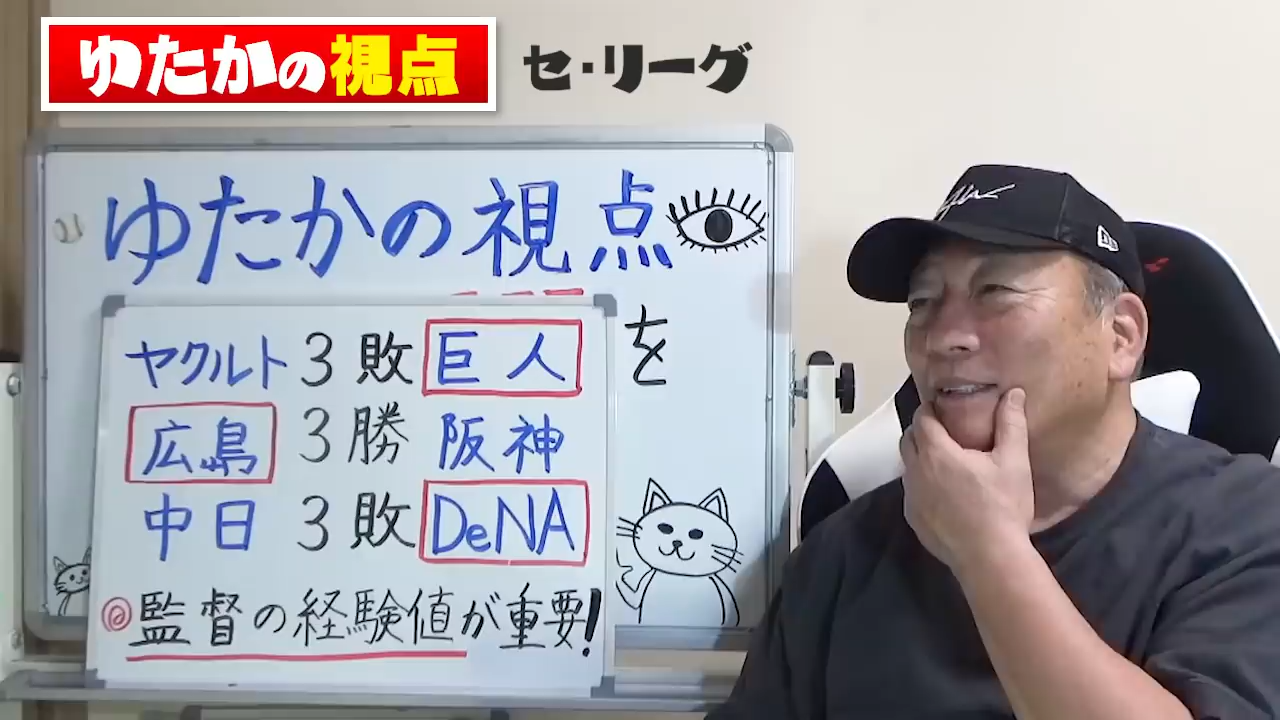 ゆたかの視点
セ・リーグ
ゆたかの視点
を
ヤクルト 3敗 巨人
広島 3勝 阪神
中日 3敗 DeNA
◎監督の経験値が重要!